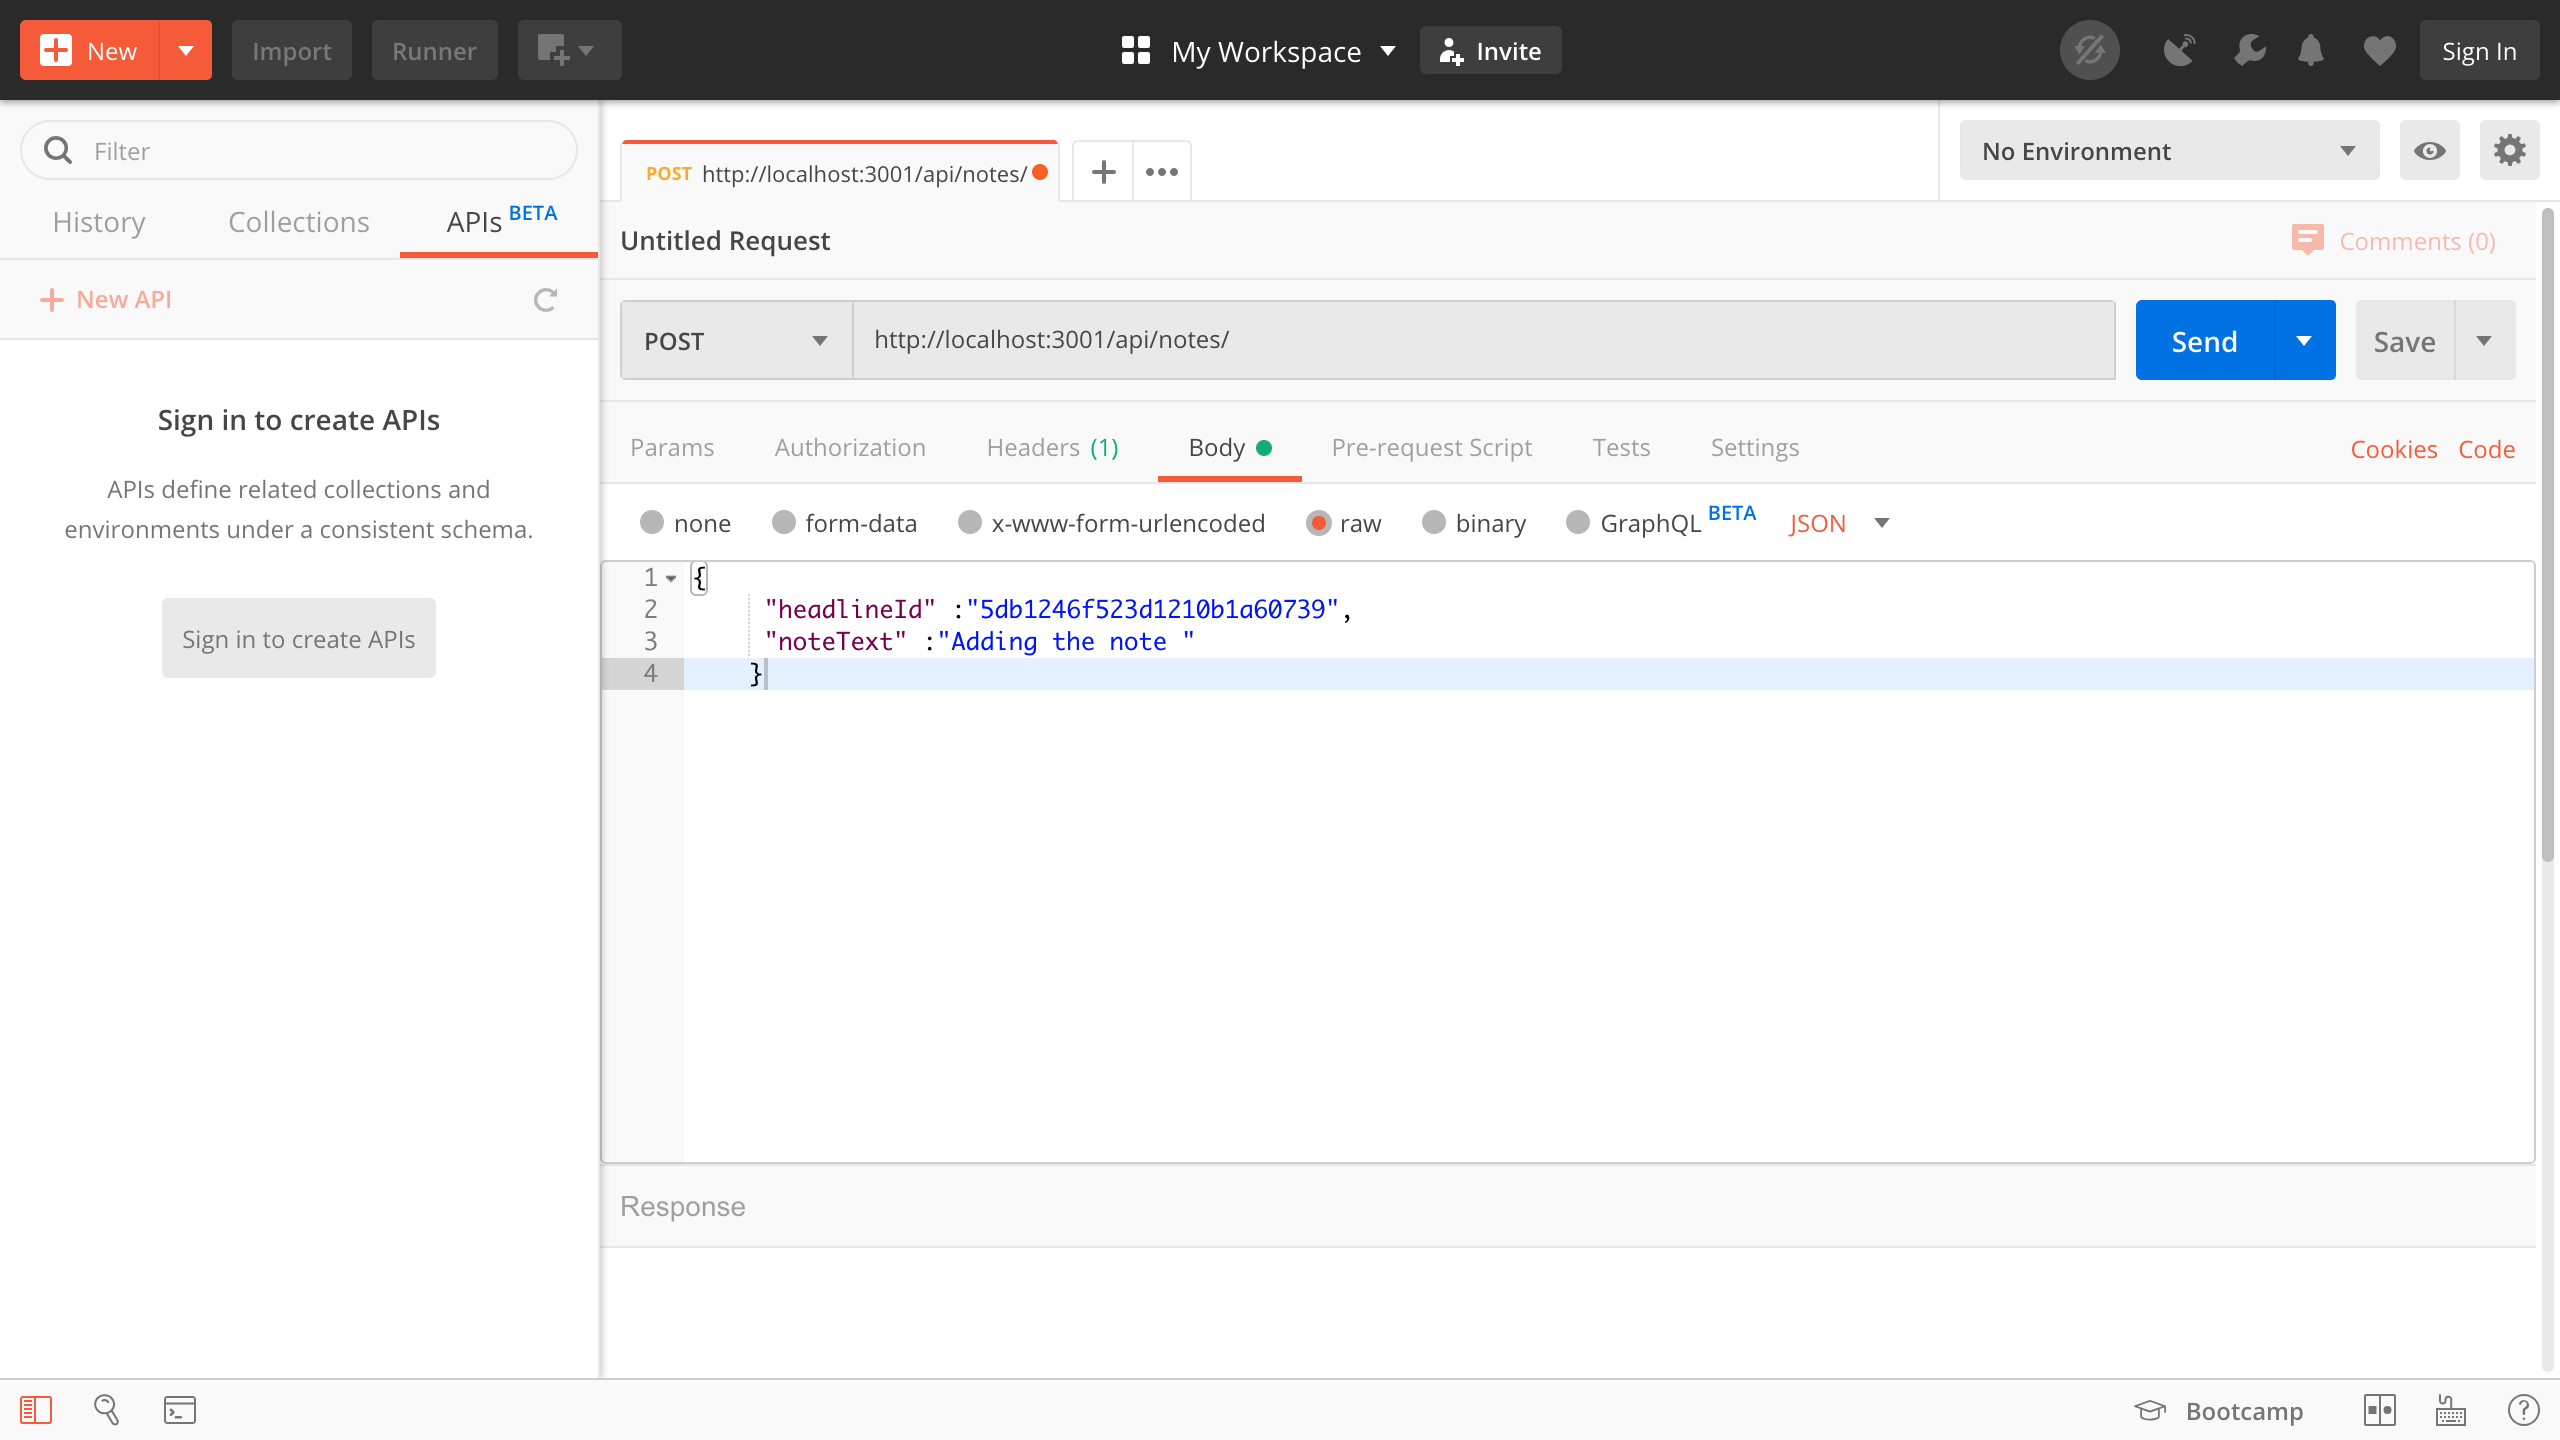 New
Import
Runner
My Workspace
Invite
Sign In
Filter
History
Collections
APIs BETA
New API
Sign in to create APIs
APIs define related collections and
environments under a consistent schema.
Sign in to create APIs
POST http://localhost:3001/api/notes/
No Environment
Untitled Request
Comments (0)
POST
http://localhost:3001/api/notes/
Send
Save
Params
Authorization
Headers (1)
Body
Pre-request Script
Tests
Settings
Cookies
Code
none
form-data
x-www-form-urlencoded
raw
binary
GraphQL BETA
JSON
1 {
2 "headlineId" :"5db1246f523d1210b1a60739",
3 "noteText" :"Adding the note "
4 }
Response
Bootcamp